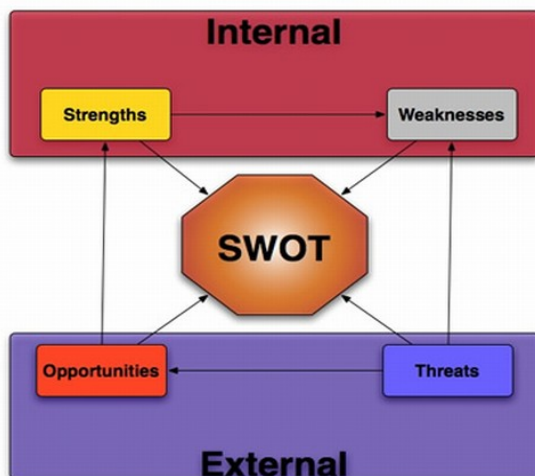 Internal
Strengths
Weaknesses
SWOT
Opportunities
Threats
External